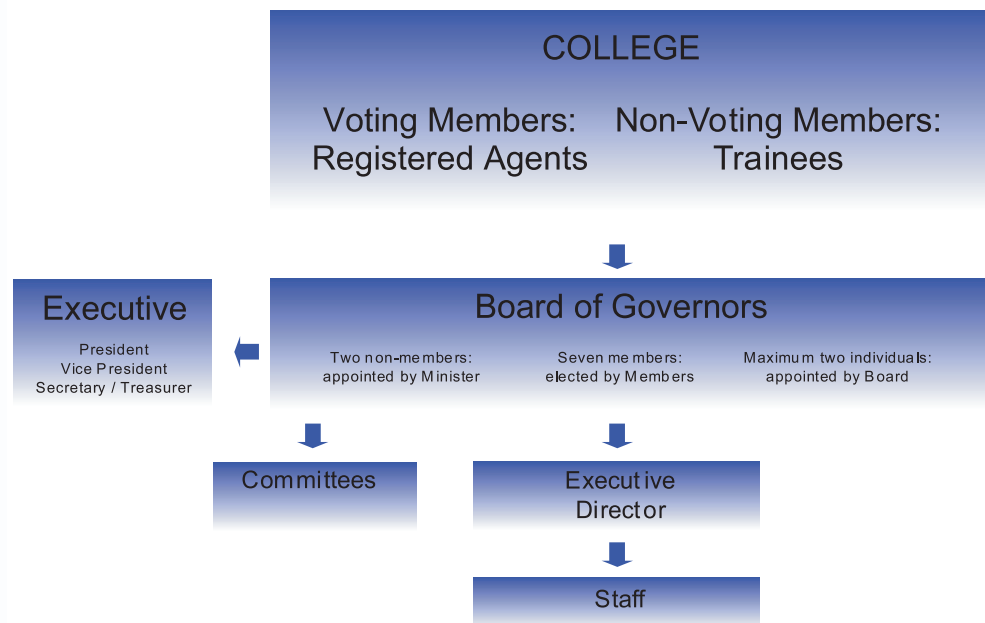 COLLEGE
Voting Members:
Registered Agents
Non-Voting Members:
Trainees
Executive
President
Vice President
Secretary / Treasurer
Board of Governors
Two non-members:
appointed by Minister
Seven members:
elected by Members
Maximum two individuals:
appointed by Board
Committees
Executive
Director
Staff